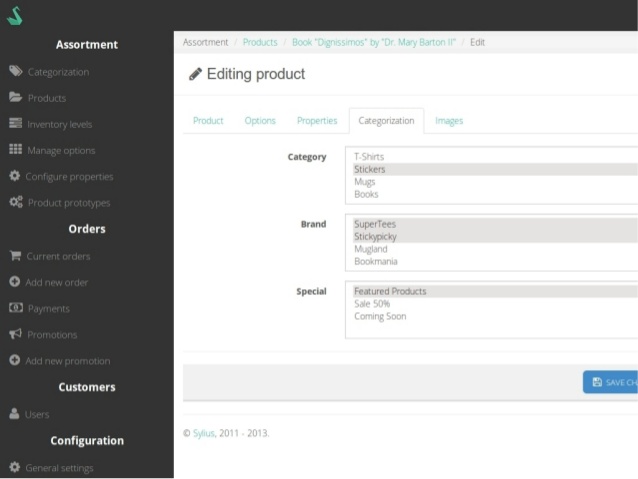 Assortment
Categorization
Products
Inventory levels
Manage options
Configure properties
Product prototypes
Orders
Current orders
Add new order
Payments
Promotions
Add new promotion
Customers
Users
Configuration
General settings
Assortment / Products / Book "Dignissimos" by "Dr. Mary Barton II" / Edit
Editing product
Product Options Properties Categorization Images
Category
T-Shirts
Stickers
Mugs
Books
Brand
SuperTees
Stickypicky
Mugland
Bookmania
Special
Featured Products
Sale 50%
Coming Soon
SAVE CH
© Sylius, 2011 - 2013.